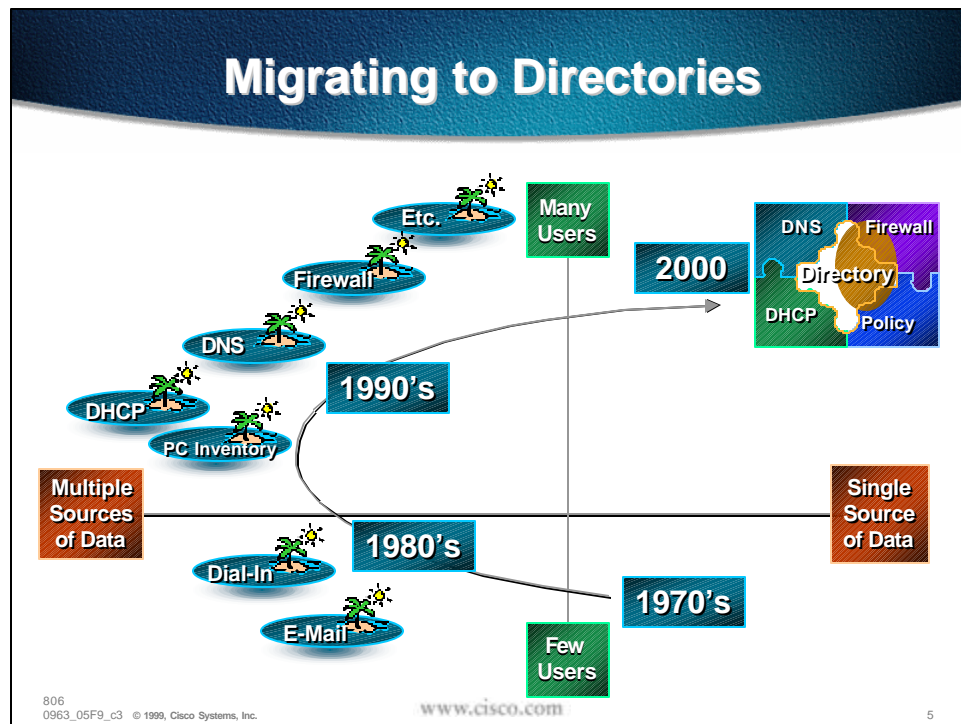 Migrating to Directories
Etc.
Many
Users
DNS
Firewall
Firewall
2000
Directory
DHCP
Policy
DNS
1990’s
DHCP
PC Inventory
Multiple
Sources
of Data
Single
Source
of Data
1980’s
Dial-In
1970’s
E-Mail
Few
Users
806
0963_05F9_c3 © 1999, Cisco Systems, Inc.
www.cisco.com
5